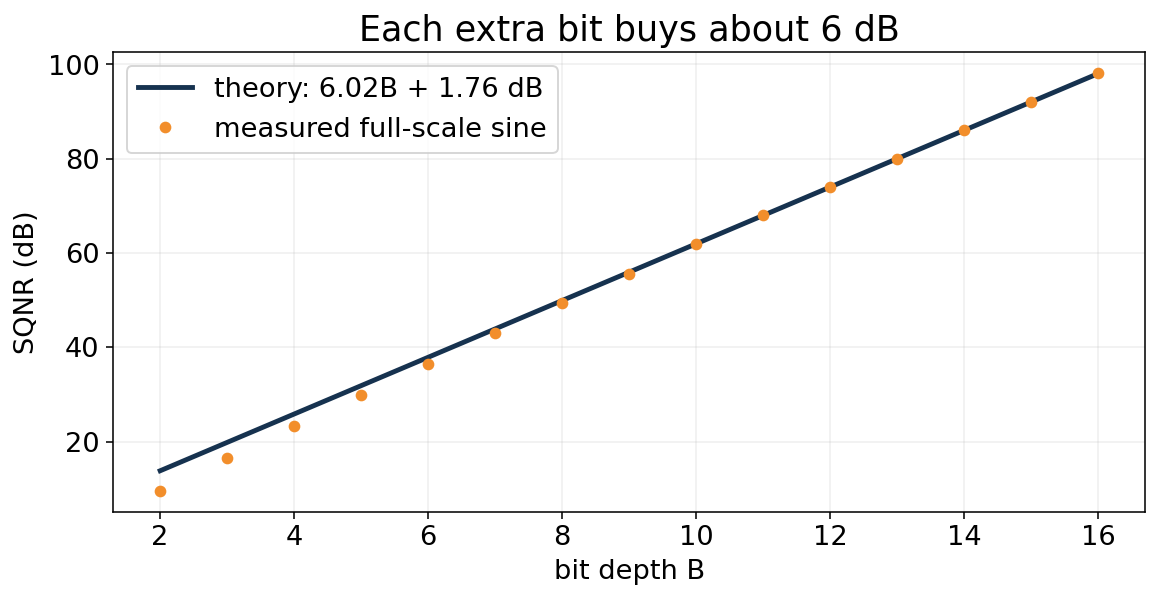 Each extra bit buys about 6 dB
theory: 6.02B + 1.76 dB
measured full-scale sine
SQNR (dB)
100
80
60
40
20
2 4 6 8 10 12 14 16
bit depth B